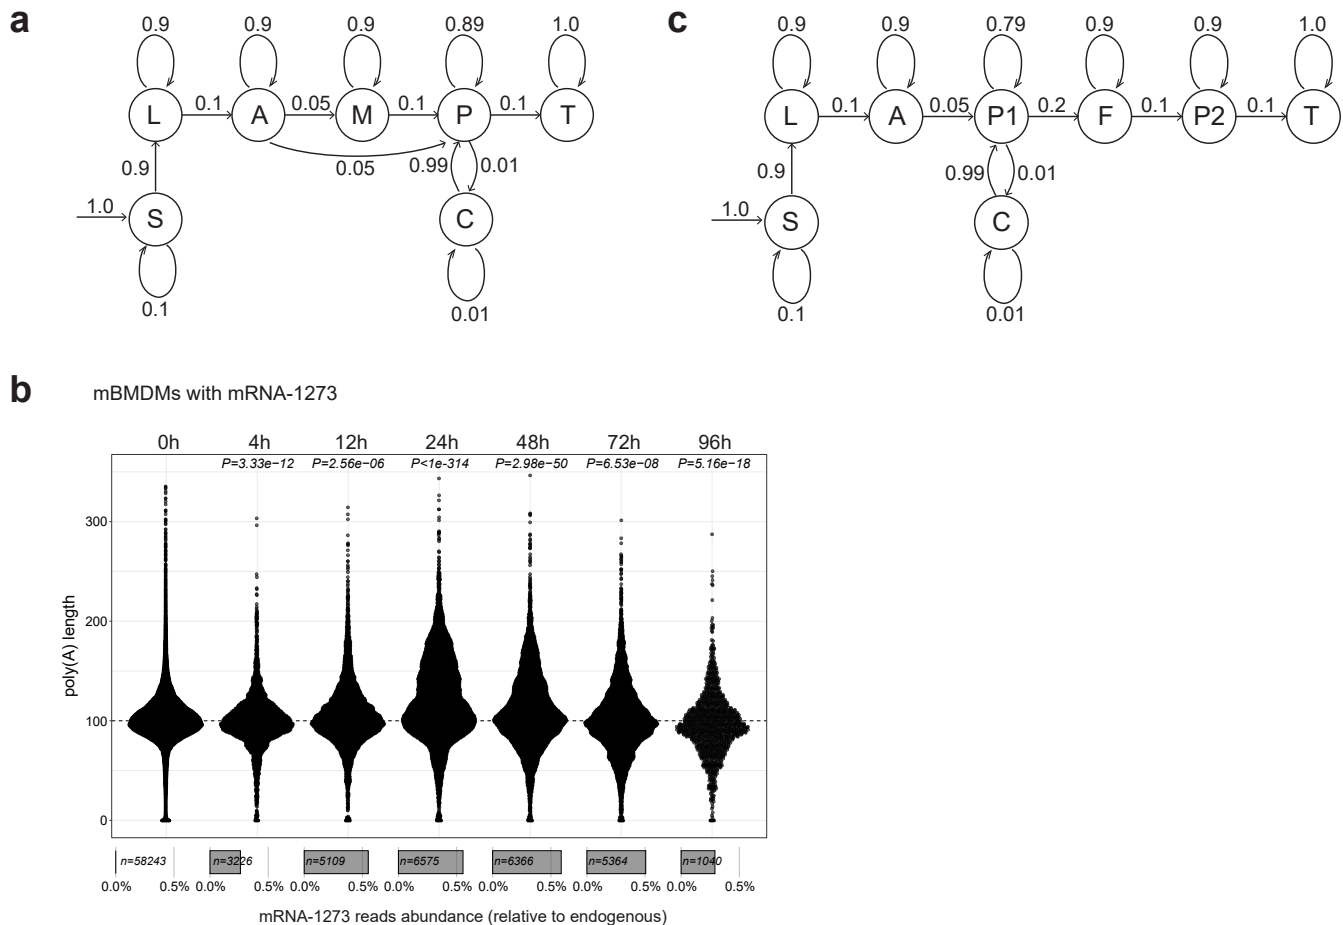 a
0.9 0.9 0.9 0.89 1.0
L 0.1 A 0.05 M 0.1 P 0.1 T
0.05
0.9 0.99 0.01
1.0 S C
0.1 0.01
c
0.9 0.9 0.79 0.9 0.9 1.0
L 0.1 A 0.05 P1 0.2 F 0.1 P2 0.1 T
0.9 0.99 0.01
1.0 S C
0.1 0.01
b
mBMDMs with mRNA-1273
0h 4h 12h 24h 48h 72h 96h
P=3.33e−12 P=2.56e−06 P<1e-314 P=2.98e−50 P=6.53e−08 P=5.16e−18
poly(A) length
300
200
100
0
n=58243 n=3226 n=5109 n=6575 n=6366 n=5364 n=1040
0.0% 0.5% 0.0% 0.5% 0.0% 0.5% 0.0% 0.5% 0.0% 0.5% 0.0% 0.5% 0.0% 0.5%
mRNA-1273 reads abundance (relative to endogenous)